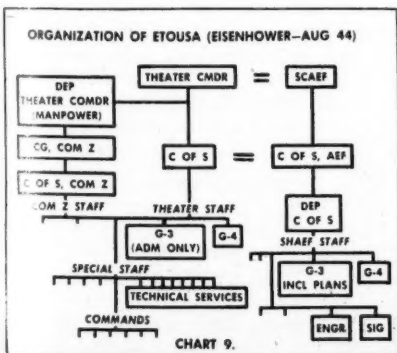 ORGANIZATION OF ETOUSA (EISENHOWER—AUG 44)
THEATER CMDR
=
SCAEF
DEP
THEATER COMDR
(MANPOWER)
CG, COM Z
C OF S
=
C OF S, AEF
C OF S, COM Z
DEP
C OF S
COM Z STAFF
THEATER STAFF
G-3
(ADM ONLY)
G-4
SHAEF STAFF
G-3
INCL PLANS
G-4
SPECIAL STAFF
TECHNICAL SERVICES
COMMANDS
ENGR
SIG
CHART 9.